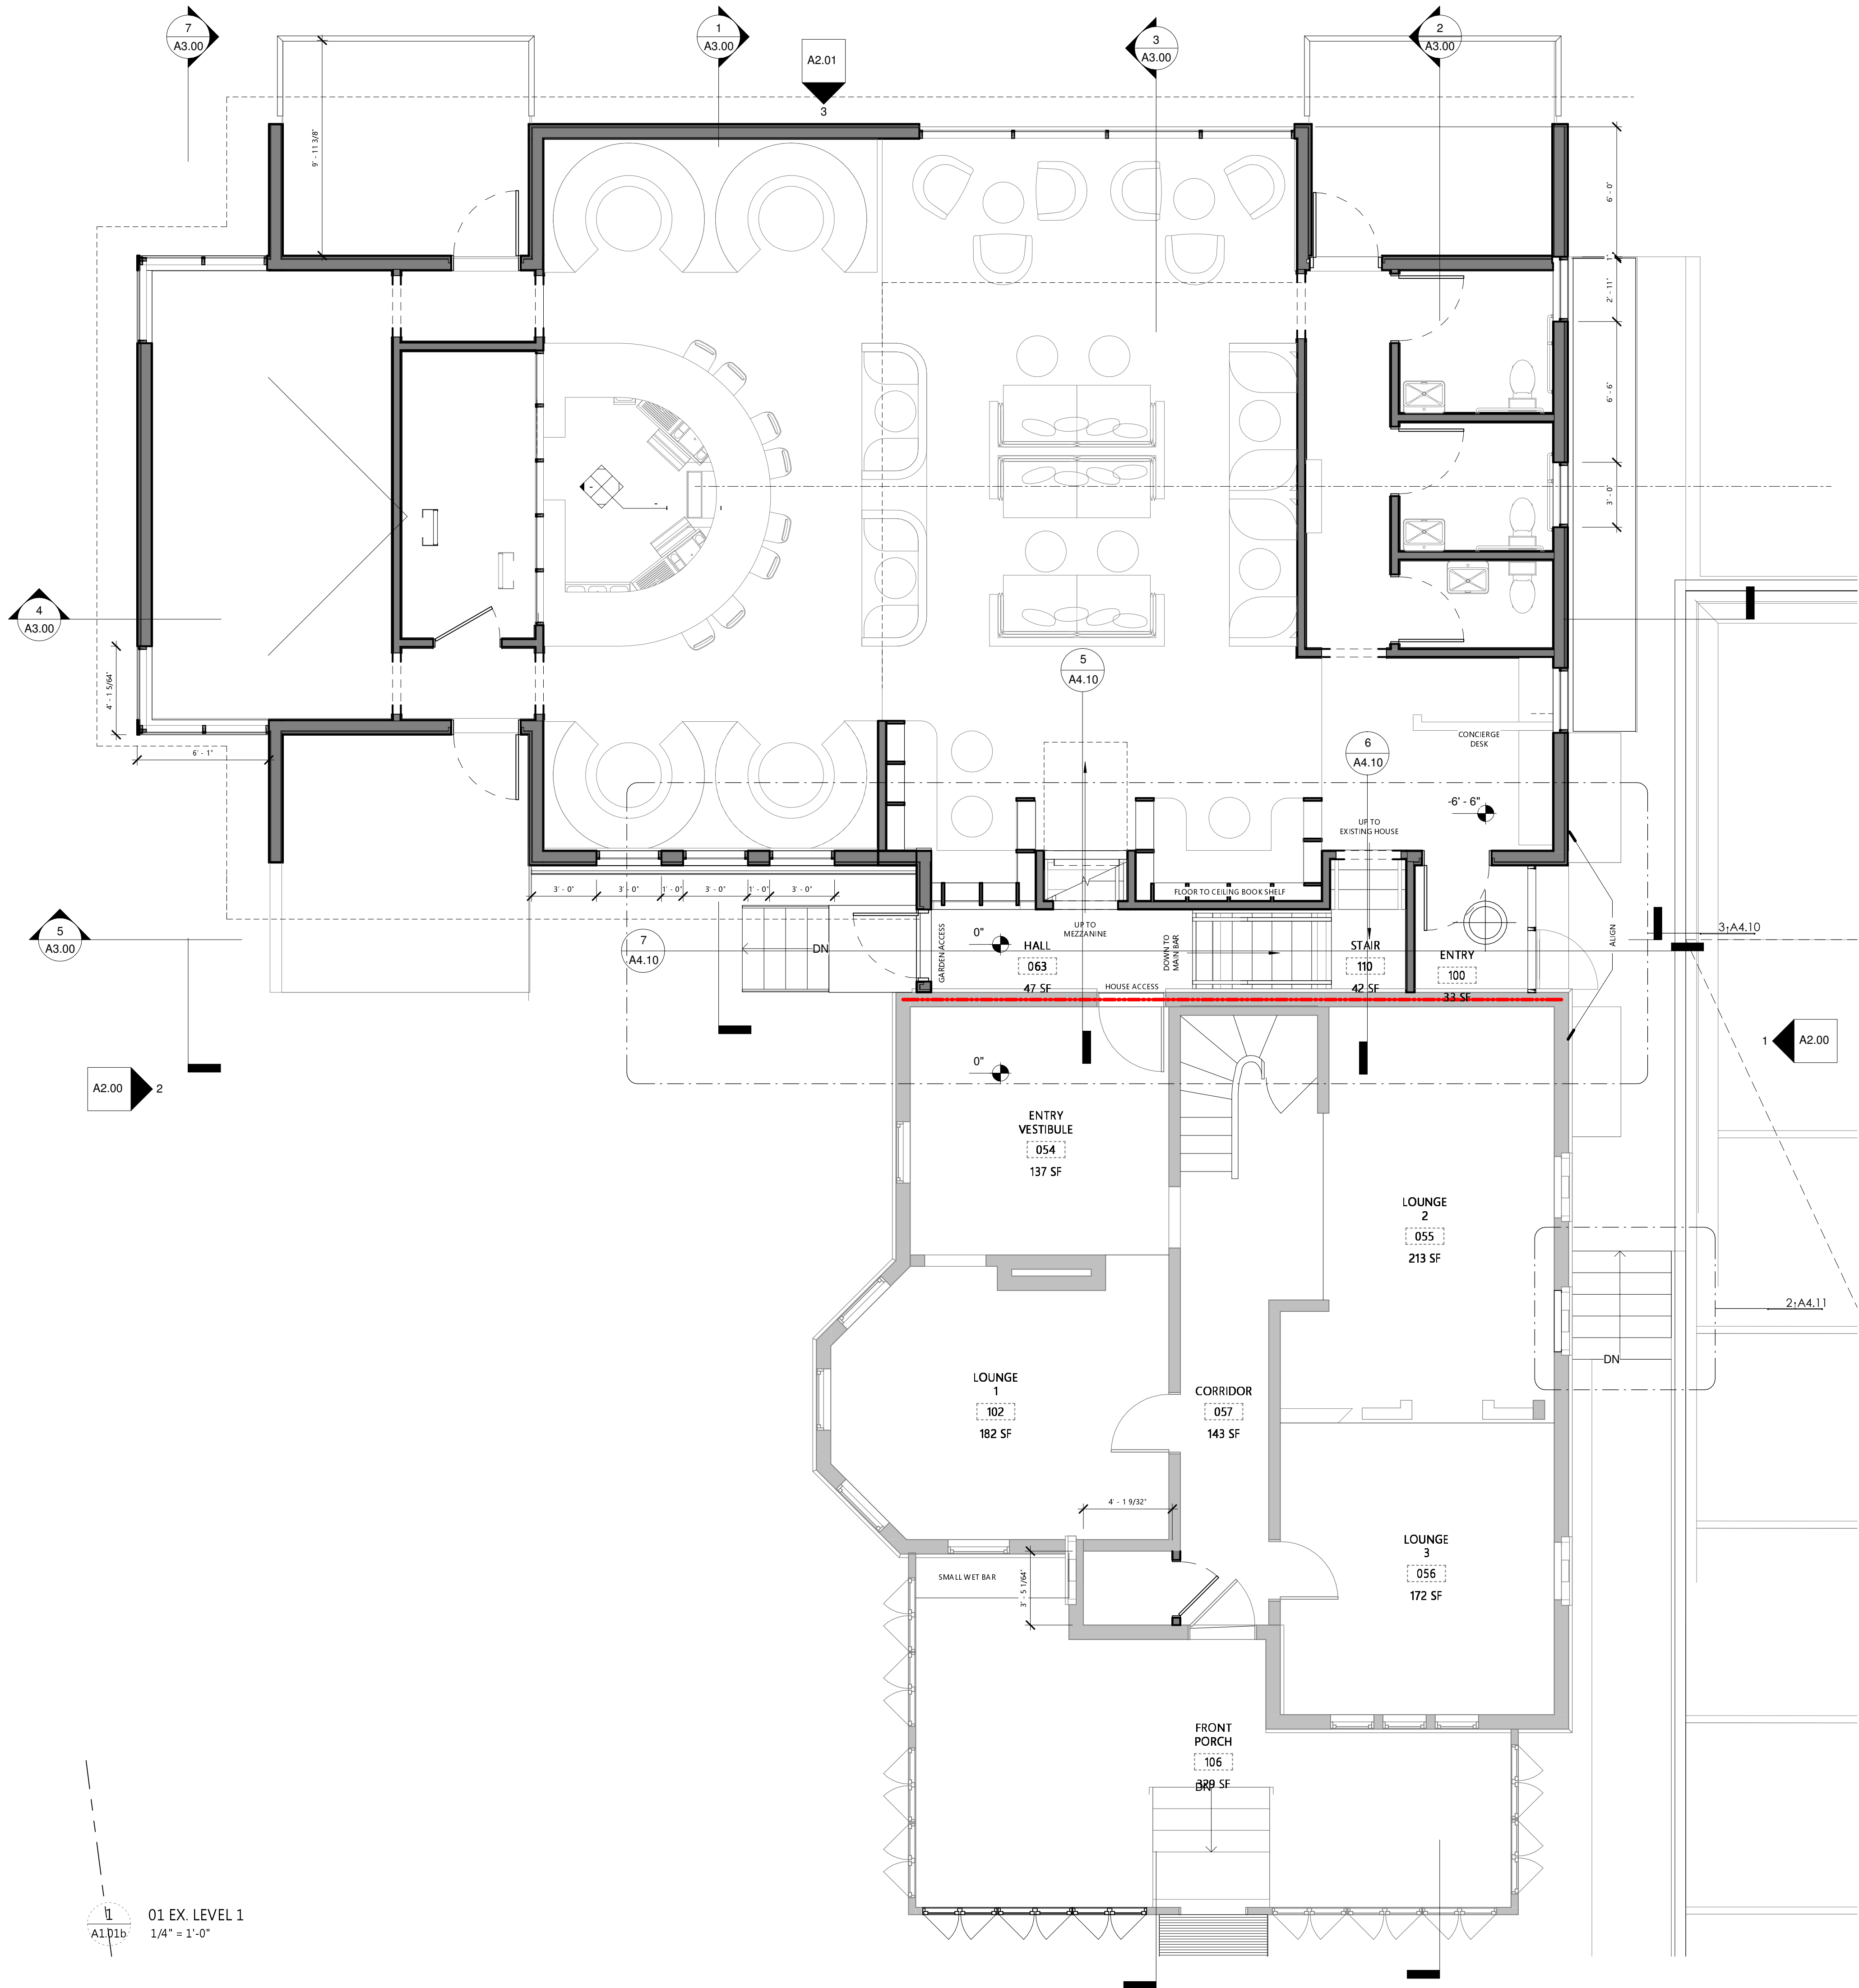 7
A3.00
1
A3.00
A2.01
3
3
A3.00
2
A3.00
9' - 11 3/8"
6' - 0"
1"
2' - 11"
6' - 6"
3' - 0"
4
A3.00
4' - 1 5/64"
6' - 1"
-
-
-
5
A4.10
6
A4.10
CONCIERGE
DESK
-6' - 6"
UP TO
EXISTING HOUSE
3' - 0"
3' - 0"
1' - 0"
3' - 0"
1' - 0"
3' - 0"
FLOOR TO CEILING BOOK SHELF
5
A3.00
7
A4.10
DN
GARDEN ACCESS
0"
HALL
063
47 SF
UP TO
MEZZANINE
DOWN TO
MAIN BAR
HOUSE ACCESS
STAIR
110
42 SF
ENTRY
100
33 SF
ALIGN
3
A4.10
A2.00
2
1
A2.00
0"
ENTRY
VESTIBULE
054
137 SF
LOUNGE
2
055
213 SF
2
A4.11
DN
LOUNGE
1
102
182 SF
CORRIDOR
057
143 SF
4' - 1 9/32"
3' - 5 1/64"
SMALL WET BAR
LOUNGE
3
056
172 SF
FRONT
PORCH
106
329 SF
DN
1
A1.01b
01 EX. LEVEL 1
1/4" = 1'-0"